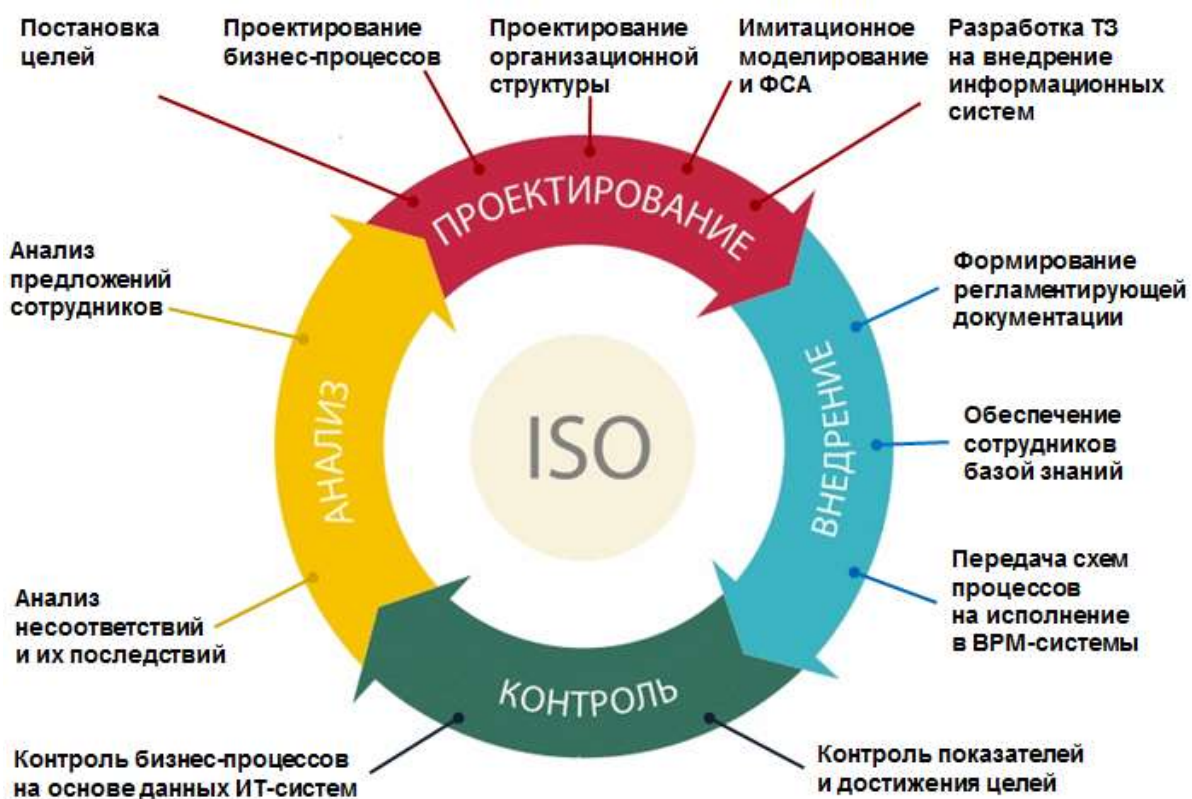 Постановка
целей
Проектирование
бизнес-процессов
Проектирование
организационной
структуры
Имитационное
моделирование
и ФСА
Разработка ТЗ
на внедрение
информационных
систем
ПРОЕКТИРОВАНИЕ
Анализ
предложений
сотрудников
Формирование
регламентирующей
документации
АНАЛИЗ
ISO
ВНЕДРЕНИЕ
Обеспечение
сотрудников
базой знаний
Анализ
несоответствий
и их последствий
Передача схем
процессов
на исполнение
в BPM-системы
КОНТРОЛЬ
Контроль бизнес-процессов
на основе данных ИТ-систем
Контроль показателей
и достижения целей